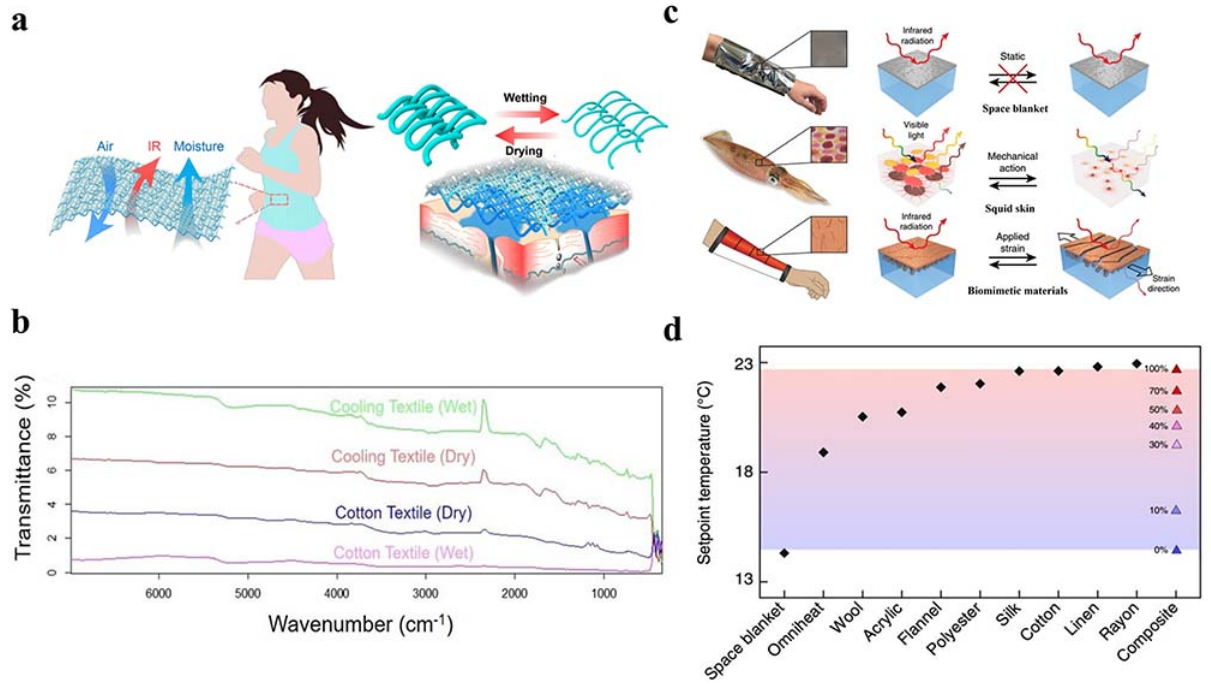 a
Air
IR
Moisture
Wetting
Drying
c
Infrared
radiation
Static
Space blanket
Visible
light
Mechanical
action
Squid skin
Infrared
radiation
Applied
strain
Biomimetic materials
Strain
direction
b
Transmittance (%)
10
8
6
4
2
0
Cooling Textile (Wet)
Cooling Textile (Dry)
Cotton Textile (Dry)
Cotton Textile (Wet)
6000 5000 4000 3000 2000 1000
Wavenumber (cm⁻¹)
d
Setpoint temperature (°C)
23
18
13
100%
70%
50%
40%
30%
10%
0%
Space blanket
Omniheat
Wool
Acrylic
Flannel
Polyester
Silk
Cotton
Linen
Rayon
Composite